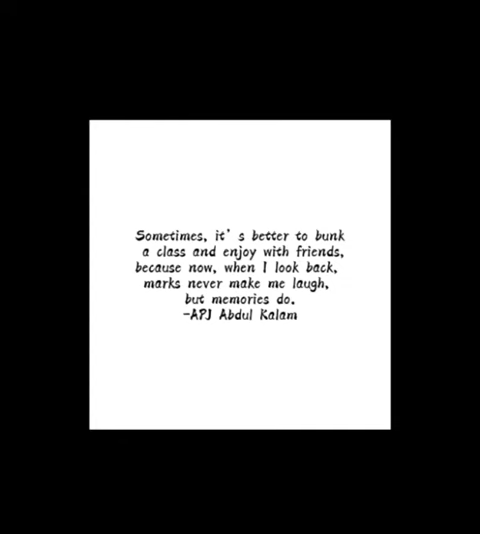 Sometimes, it's better to bunk
a class and enjoy with friends,
because now, when I look back,
marks never make me laugh,
but memories do.
-APJ Abdul Kalam